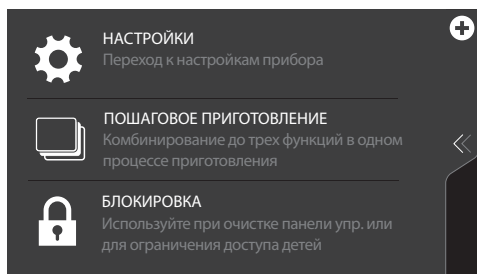 НАСТРОЙКИ
Переход к настройкам прибора
ПОШАГОВОЕ ПРИГОТОВЛЕНИЕ
Комбинирование до трех функций в одном
процессе приготовления
БЛОКИРОВКА
Используйте при очистке панели упр. или
для ограничения доступа детей